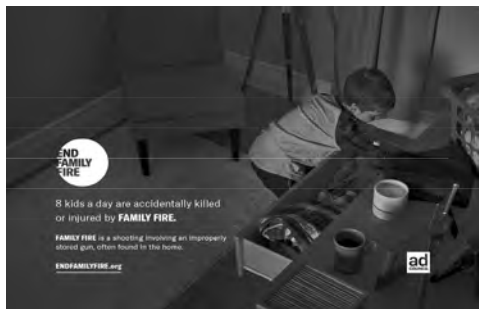 END
FAMILY
FIRE
8 kids a day are accidentally killed
or injured by FAMILY FIRE.
FAMILY FIRE is a shooting involving an improperly
stored gun, often found in the home.
ENDFAMILYFIRE.org
ad
COUNCIL